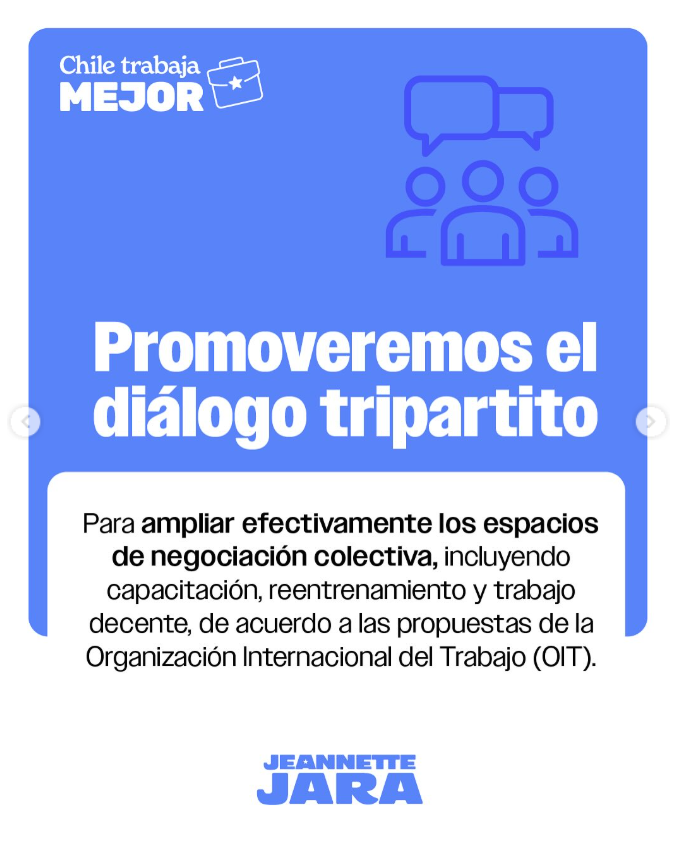 Chile trabaja
MEJOR
Promoveremos el
diálogo tripartito
Para ampliar efectivamente los espacios
de negociación colectiva, incluyendo
capacitación, reentrenamiento y trabajo
decente, de acuerdo a las propuestas de la
Organización Internacional del Trabajo (OIT).
JEANNETTE
JARA